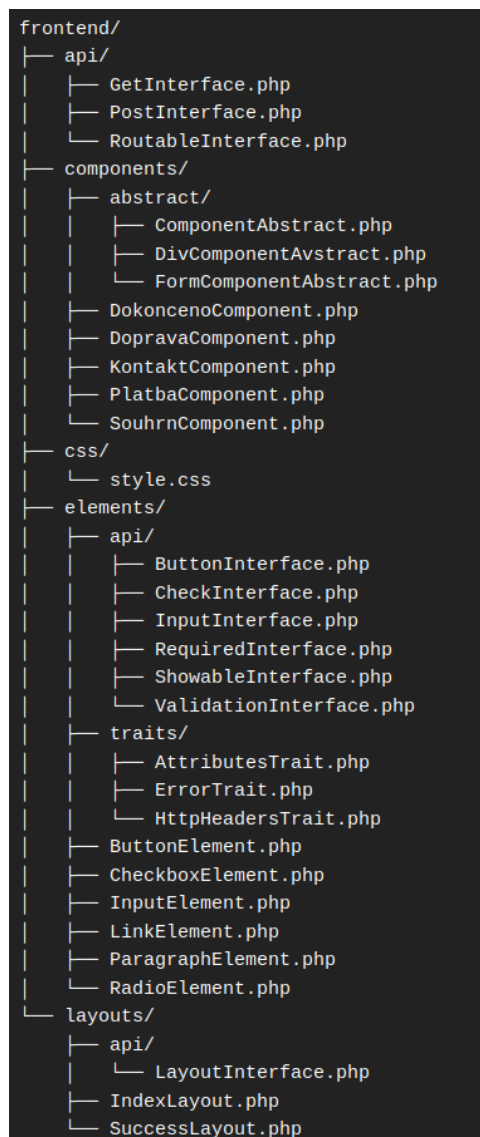 frontend/
├── api/
│   ├── GetInterface.php
│   ├── PostInterface.php
│   └── RoutableInterface.php
├── components/
│   ├── abstract/
│   │   ├── ComponentAbstract.php
│   │   ├── DivComponentAvstract.php
│   │   └── FormComponentAbstract.php
│   ├── DokoncenoComponent.php
│   ├── DopravaComponent.php
│   ├── KontaktComponent.php
│   ├── PlatbaComponent.php
│   └── SouhrnComponent.php
├── css/
│   └── style.css
├── elements/
│   ├── api/
│   │   ├── ButtonInterface.php
│   │   ├── CheckInterface.php
│   │   ├── InputInterface.php
│   │   ├── RequiredInterface.php
│   │   ├── ShowableInterface.php
│   │   └── ValidationInterface.php
│   ├── traits/
│   │   ├── AttributesTrait.php
│   │   ├── ErrorTrait.php
│   │   └── HttpHeadersTrait.php
│   ├── ButtonElement.php
│   ├── CheckboxElement.php
│   ├── InputElement.php
│   ├── LinkElement.php
│   ├── ParagraphElement.php
│   └── RadioElement.php
└── layouts/
    ├── api/
    │   └── LayoutInterface.php
    ├── IndexLayout.php
    └── SuccessLayout.php